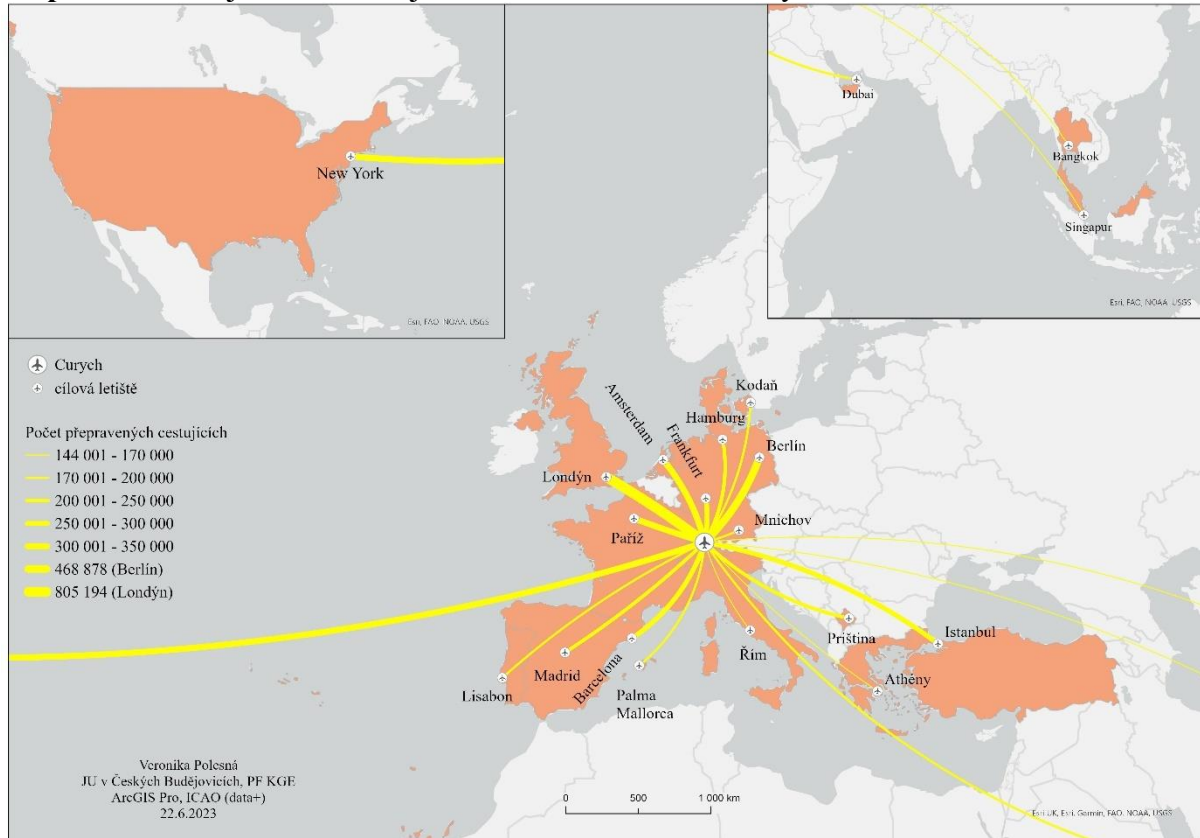 New York
Esri, FAO, NOAA, USGS
Dubai
Bangkok
Singapur
Esri, FAO, NOAA, USGS
Curych
cílová letiště
Počet přepravených cestujících
144 001 - 170 000
170 001 - 200 000
200 001 - 250 000
250 001 - 300 000
300 001 - 350 000
468 878 (Berlín)
805 194 (Londýn)
Kodaň
Amsterdam
Hamburg
Frankfurt
Berlín
Londýn
Mnichov
Paříž
Priština
Istanbul
Řím
Madrid
Barcelona
Athény
Lisabon
Palma
Mallorca
Veronika Polesná
JU v Českých Budějovicích, PF KGE
ArcGIS Pro, ICAO (data+)
22.6.2023
0 500 1 000 km
Esri UK, Esri, Garmin, FAO, NOAA, USGS